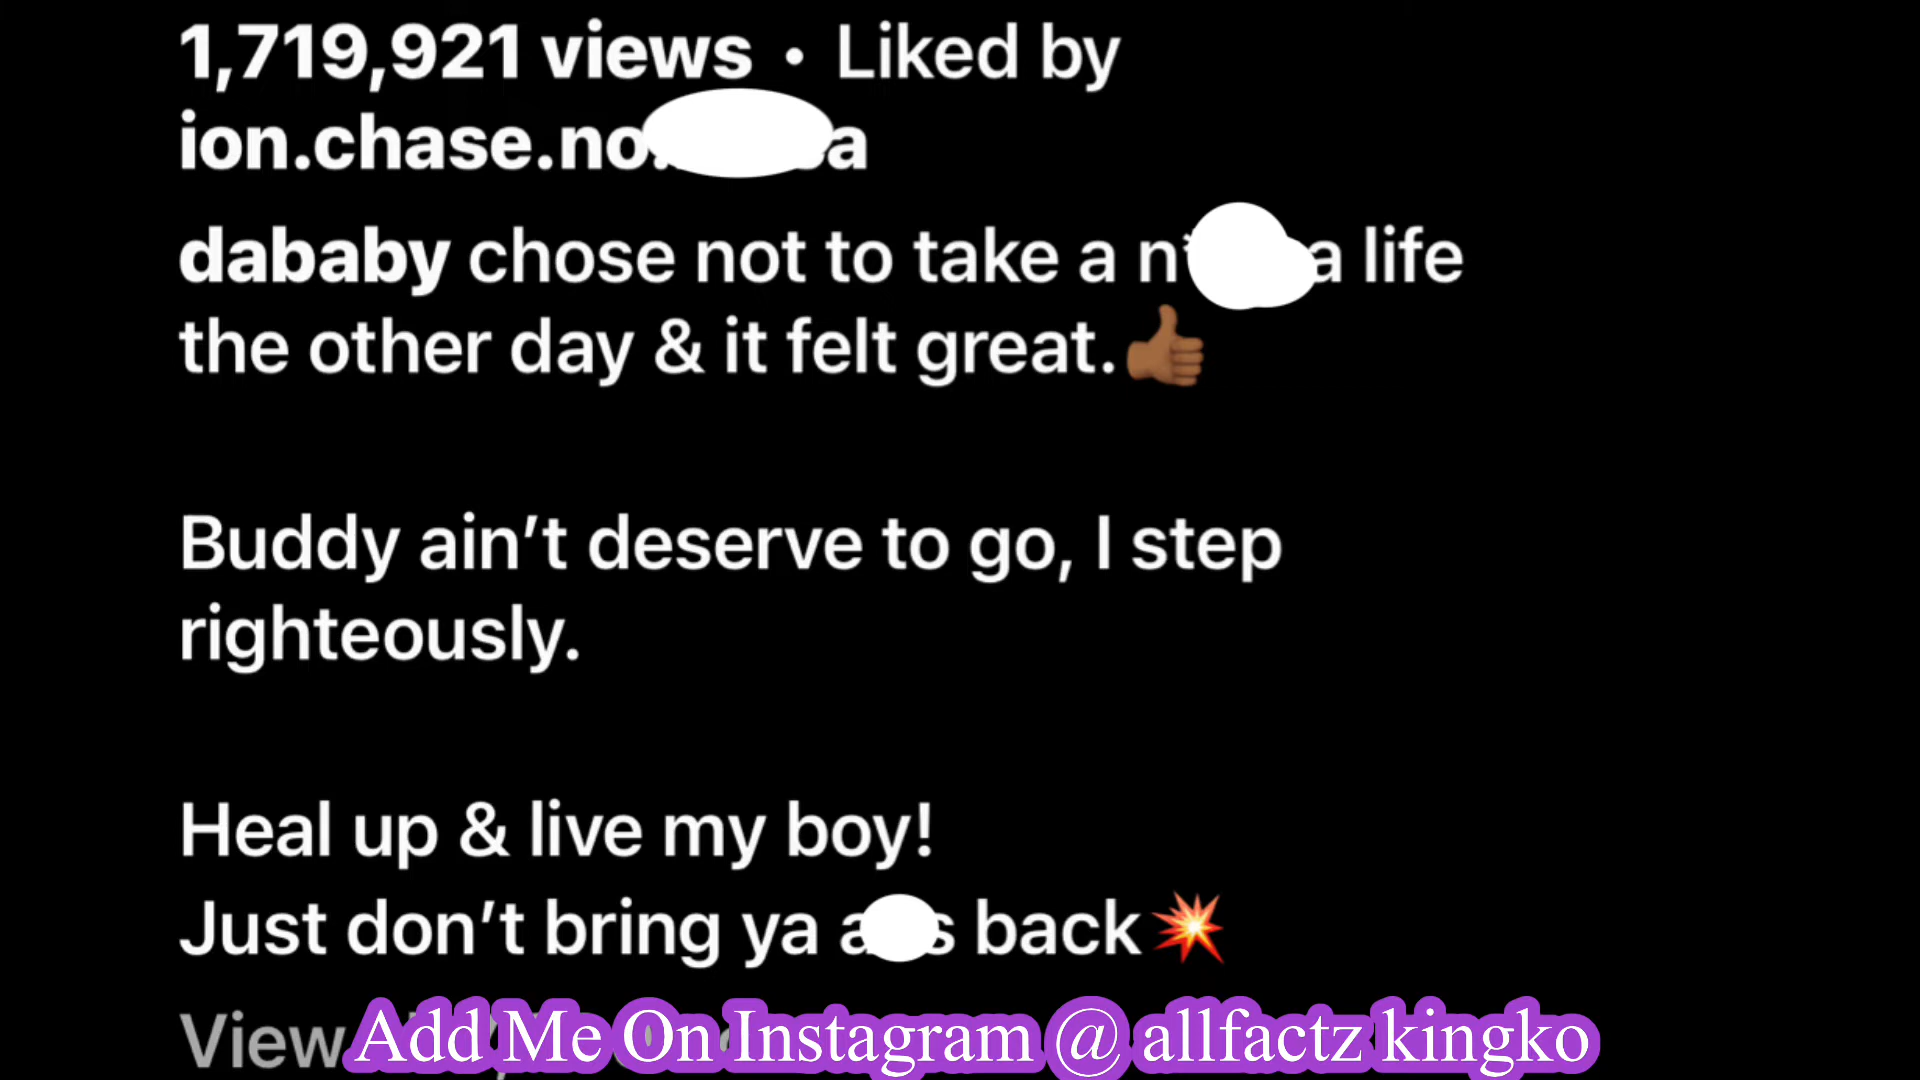 1,719,921 views • Liked by
ion.chase.no
dababy chose not to take a life
the other day & it felt great.👍🏾
Buddy ain’t deserve to go, I step
righteously.
Heal up & live my boy!
Just don’t bring ya back💥
View
Add Me On Instagram @ allfactz kingko